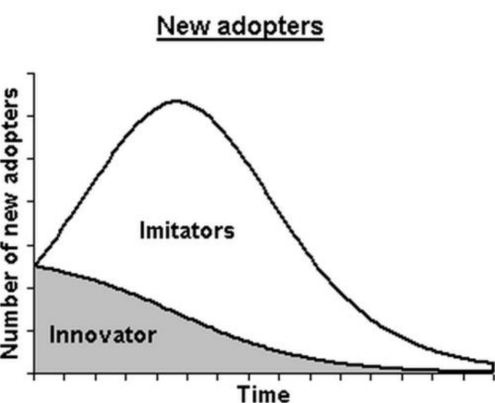 New adopters
Number of new adopters
Imitators
Innovator
Time